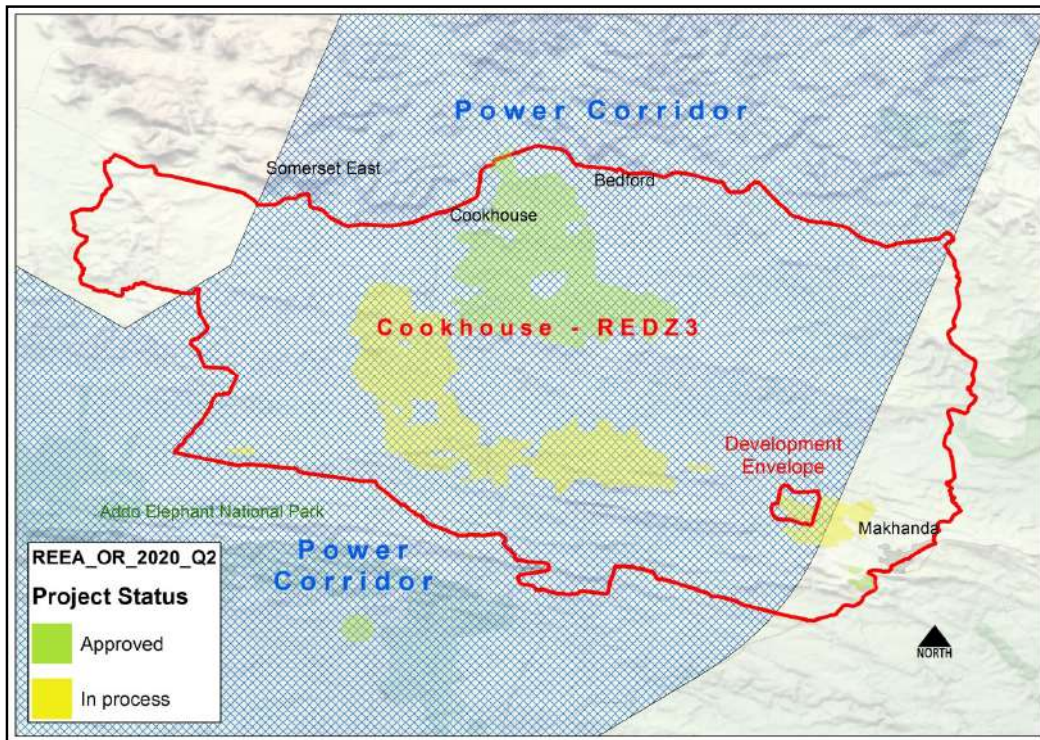 Power Corridor
Somerset East
Bedford
Cookhouse
Cookhouse - REDZ3
Development
Envelope
Addo Elephant National Park
Makhanda
Power
Corridor
REEA_OR_2020_Q2
Project Status
Approved
In process
NORTH